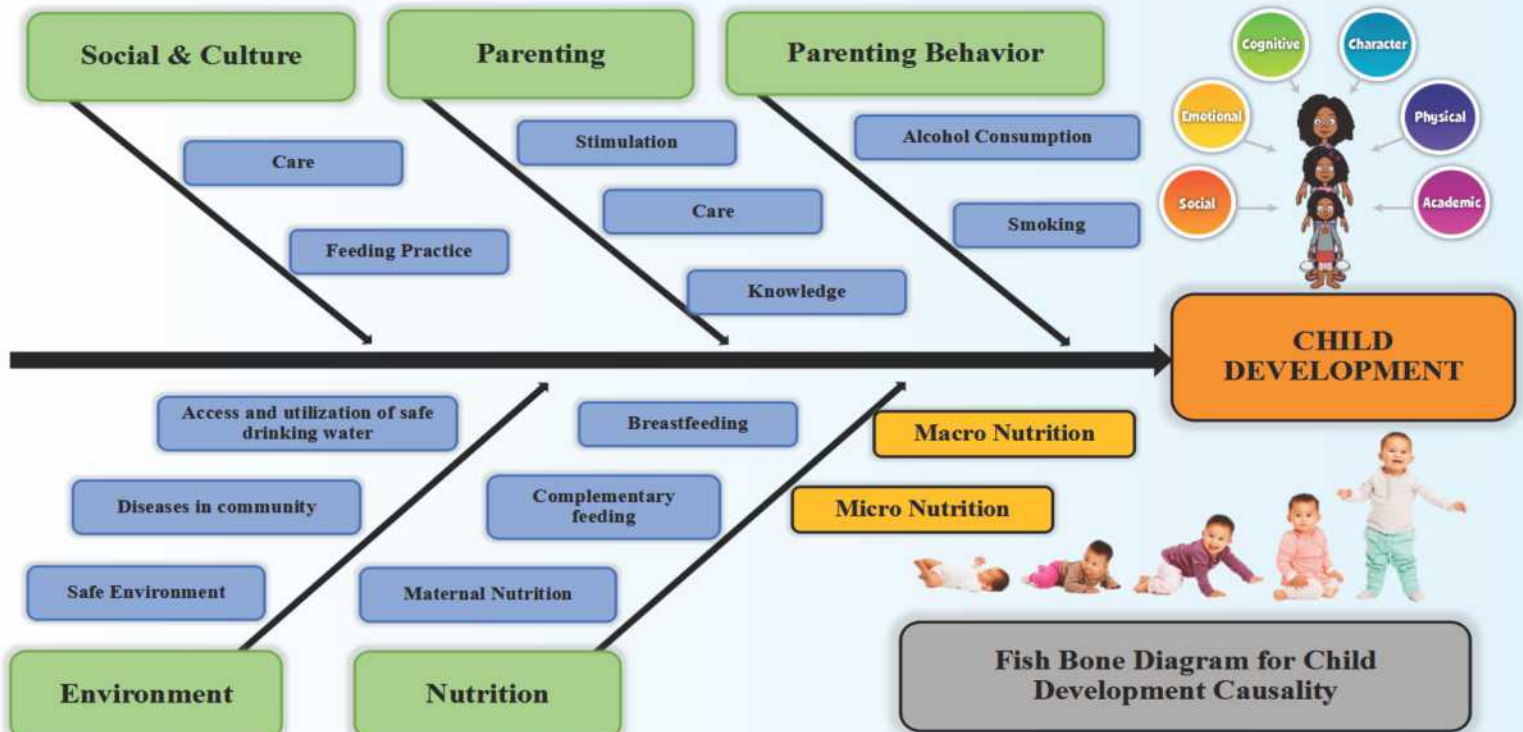 Social & Culture
Parenting
Parenting Behavior
Cognitive
Character
Emotional
Physical
Social
Academic
Care
Feeding Practice
Stimulation
Care
Knowledge
Alcohol Consumption
Smoking
CHILD
DEVELOPMENT
Access and utilization of safe
drinking water
Diseases in community
Safe Environment
Breastfeeding
Complementary
feeding
Maternal Nutrition
Macro Nutrition
Micro Nutrition
Environment
Nutrition
Fish Bone Diagram for Child
Development Causality